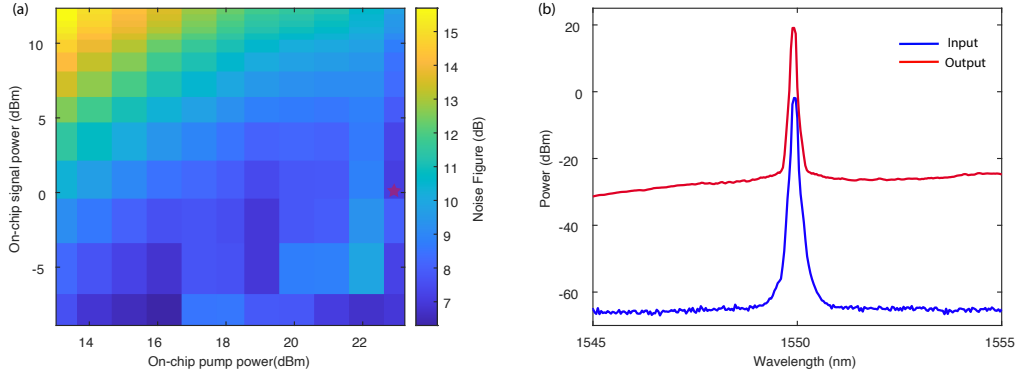 (a)
10
5
0
-5
On-chip signal power (dBm)
14
16
18
20
22
On-chip pump power(dBm)
15
14
13
12
11
10
9
8
7
Noise Figure (dB)
(b)
20
0
-20
-40
-60
Power (dBm)
Input
Output
1545
1550
1555
Wavelength (nm)